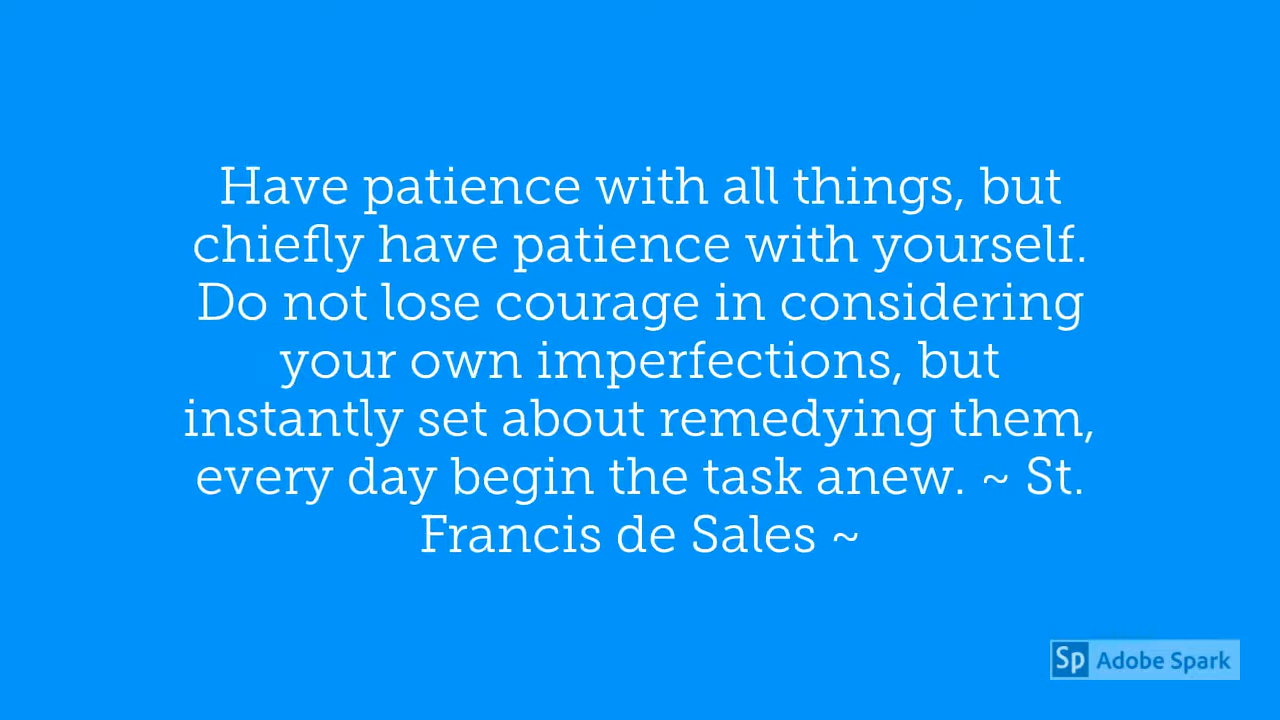 Have patience with all things, but
chiefly have patience with yourself.
Do not lose courage in considering
your own imperfections, but
instantly set about remedying them,
every day begin the task anew. ~ St.
Francis de Sales ~
Sp Adobe Spark